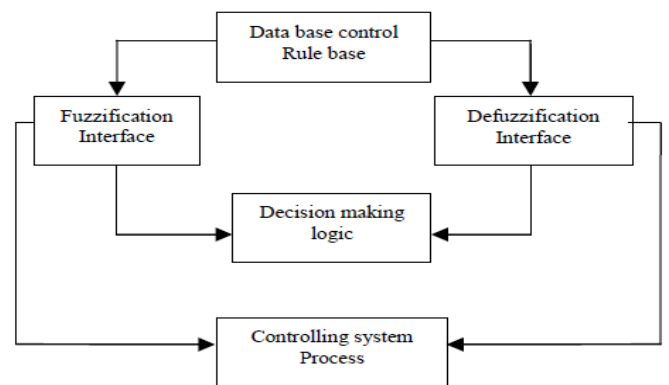 Data base control
Rule base
Fuzzification
Interface
Defuzzification
Interface
Decision making
logic
Controlling system
Process